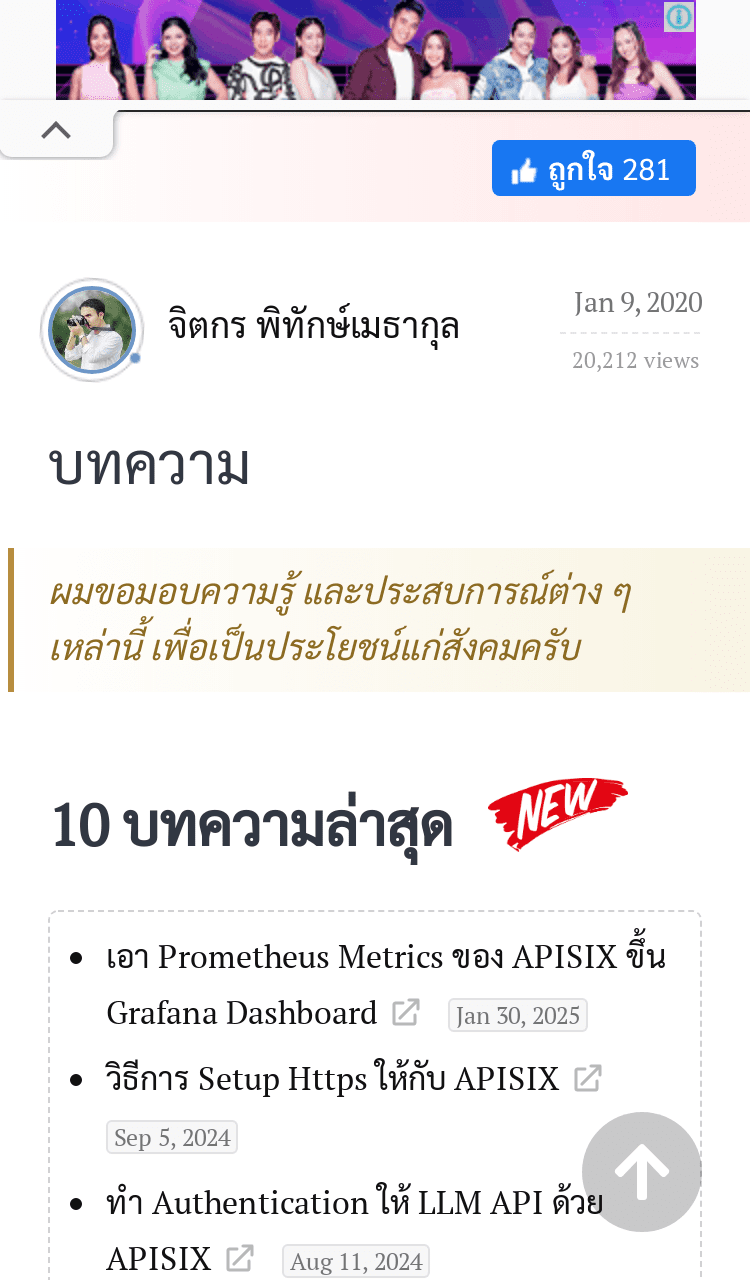 ถูกใจ 281
จิตกร พิทักษ์เมธากุล
Jan 9, 2020
20,212 views
บทความ
ผมขอมอบความรู้ และประสบการณ์ต่าง ๆ
เหล่านี้ เพื่อเป็นประโยชน์แก่สังคมครับ
10 บทความล่าสุด NEW
เอา Prometheus Metrics ของ APISIX ขึ้น
Grafana Dashboard Jan 30, 2025
วิธีการ Setup Https ให้กับ APISIX
Sep 5, 2024
ทำ Authentication ให้ LLM API ด้วย
APISIX Aug 11, 2024